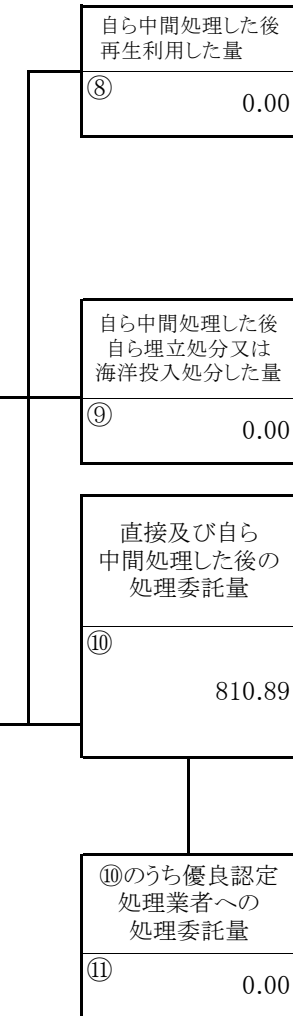 自ら中間処理した後
再生利用した量
⑧
0.00
自ら中間処理した後
自ら埋立処分又は
海洋投入処分した量
⑨
0.00
直接及び自ら
中間処理した後の
処理委託量
⑩
810.89
⑩のうち優良認定
処理業者への
処理委託量
⑪
0.00